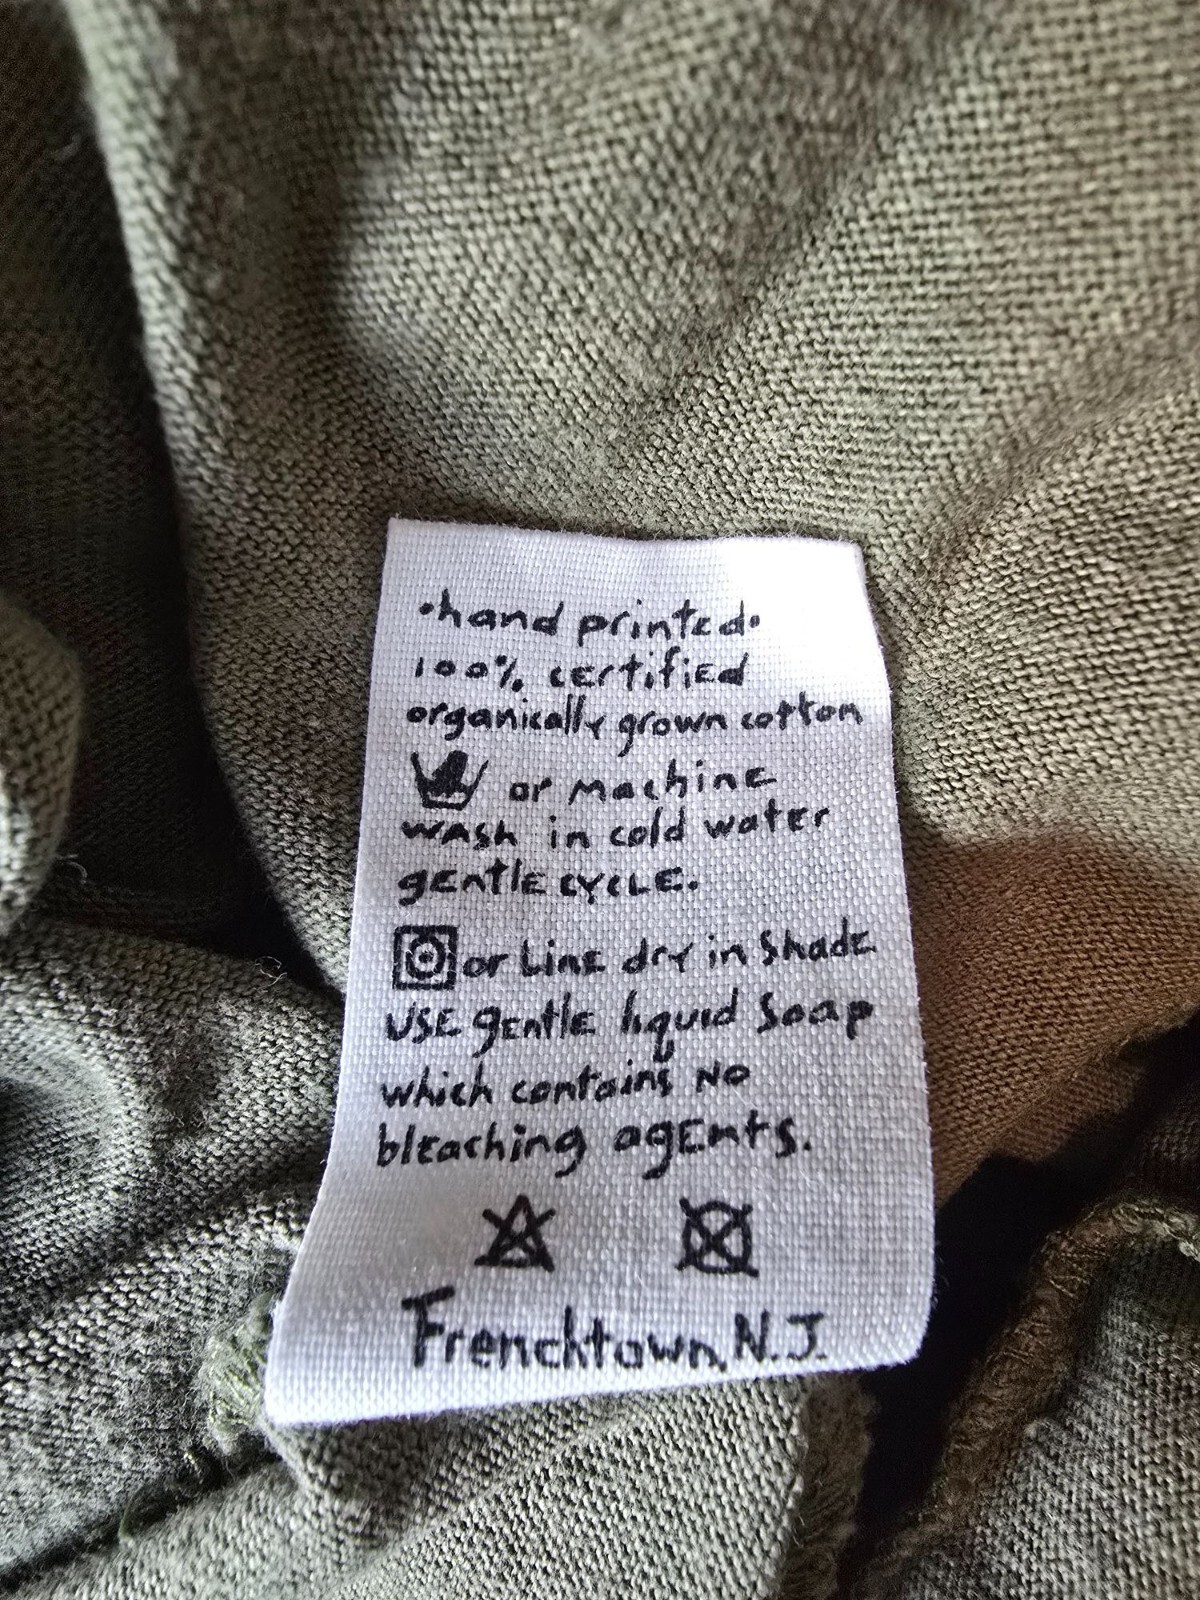 •hand printed•
100% certified
organically grown cotton
or machine
wash in cold water
gentle cycle.
or Line dry in Shade
USE gentle liquid Soap
which contains NO
bleaching agents.
Frenchtown, N.J.